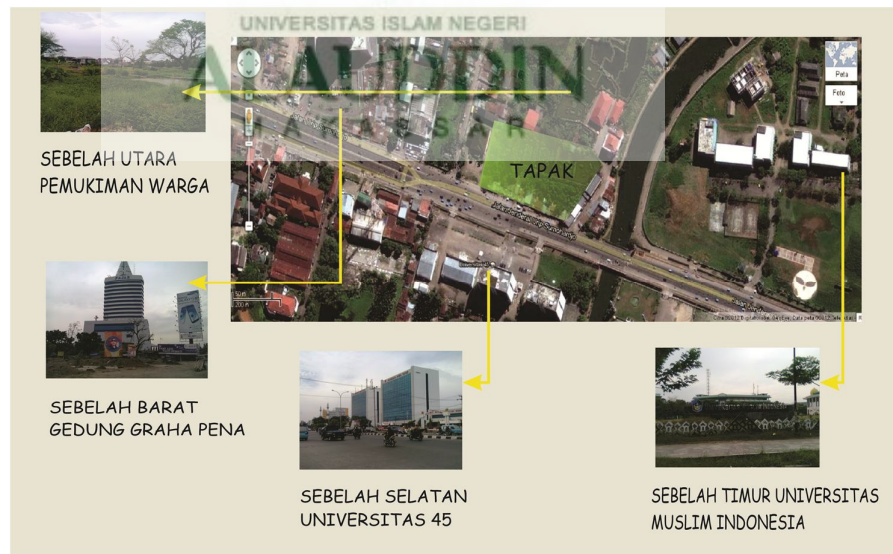 UNIVERSITAS ISLAM NEGERI
ALAUDDIN
MAKASSAR
Peta
Foto
TAPAK
SEBELAH UTARA
PEMUKIMAN WARGA
SEBELAH BARAT
GEDUNG GRAHA PENA
SEBELAH SELATAN
UNIVERSITAS 45
SEBELAH TIMUR UNIVERSITAS
MUSLIM INDONESIA